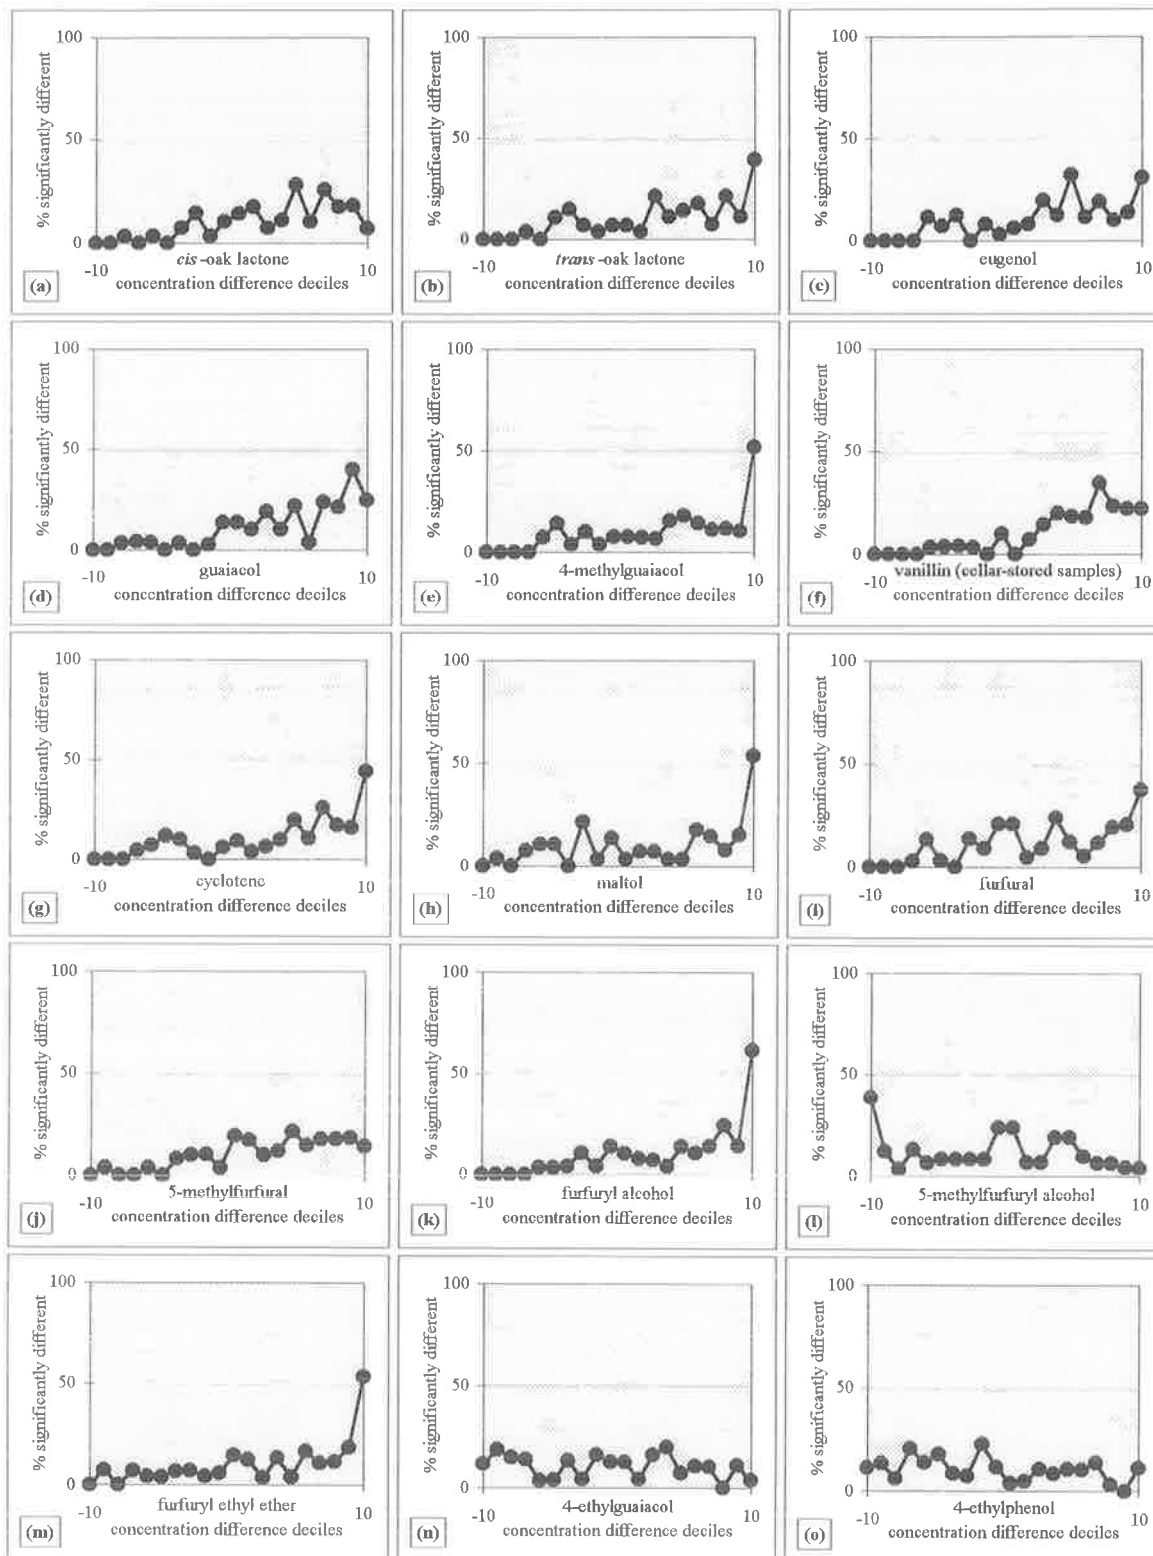 % significantly different
100
50
0
-10
10
cis-oak lactone
concentration difference deciles
(a)
% significantly different
100
50
0
-10
10
trans-oak lactone
concentration difference deciles
(b)
% significantly different
100
50
0
-10
10
eugenol
concentration difference deciles
(c)
% significantly different
100
50
0
-10
10
guaiacol
concentration difference deciles
(d)
% significantly different
100
50
0
-10
10
4-methylguaiacol
concentration difference deciles
(e)
% significantly different
100
50
0
-10
10
vanillin (cellar-stored samples)
concentration difference deciles
(f)
% significantly different
100
50
0
-10
10
cyclotene
concentration difference deciles
(g)
% significantly different
100
50
0
-10
10
maltol
concentration difference deciles
(h)
% significantly different
100
50
0
-10
10
furfural
concentration difference deciles
(i)
% significantly different
100
50
0
-10
10
5-methylfurfural
concentration difference deciles
(j)
% significantly different
100
50
0
-10
10
furfuryl alcohol
concentration difference deciles
(k)
% significantly different
100
50
0
-10
10
5-methylfurfuryl alcohol
concentration difference deciles
(l)
% significantly different
100
50
0
-10
10
furfuryl ethyl ether
concentration difference deciles
(m)
% significantly different
100
50
0
-10
10
4-ethylguaiacol
concentration difference deciles
(n)
% significantly different
100
50
0
-10
10
4-ethylphenol
concentration difference deciles
(o)